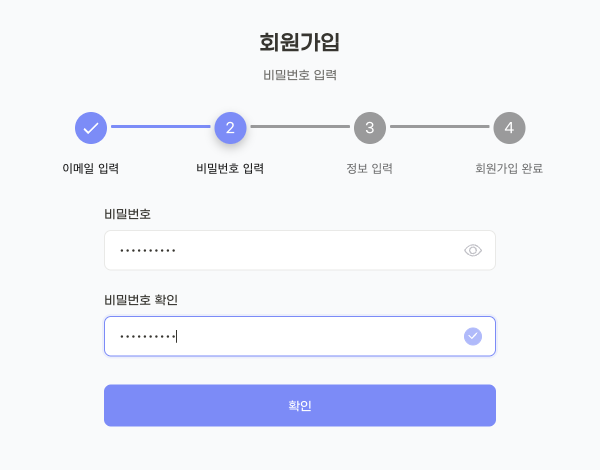 회원가입
비밀번호 입력
2 3 4
이메일 입력 비밀번호 입력 정보 입력 회원가입 완료
비밀번호
••••••••••
비밀번호 확인
••••••••••
확인